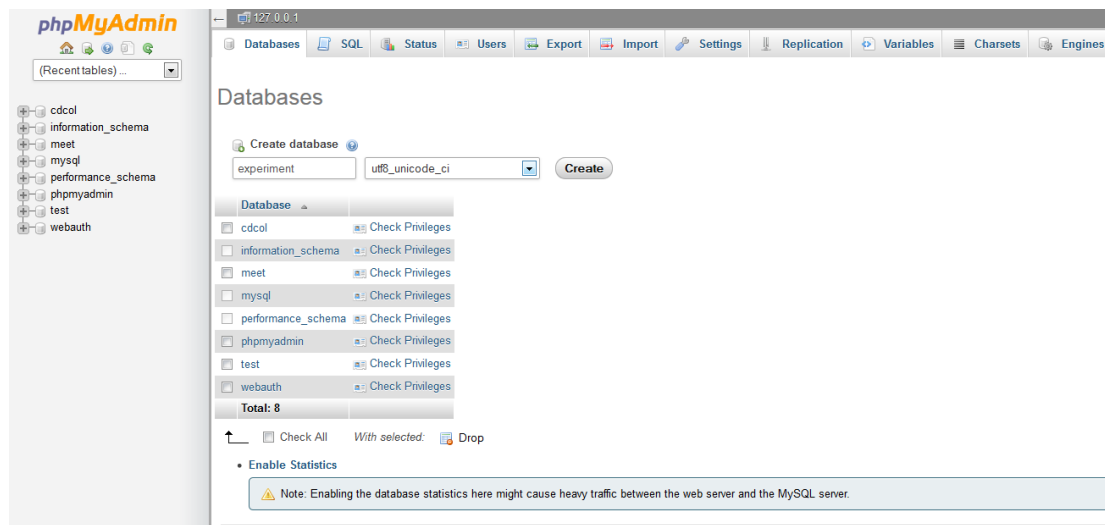 phpMyAdmin
(Recent tables) ...
cdcol
information_schema
meet
mysql
performance_schema
phpmyadmin
test
webauth
127.0.0.1
Databases SQL Status Users Export Import Settings Replication Variables Charsets Engines
Databases
Create database
experiment utf8_unicode_ci Create
Database
cdcol Check Privileges
information_schema Check Privileges
meet Check Privileges
mysql Check Privileges
performance_schema Check Privileges
phpmyadmin Check Privileges
test Check Privileges
webauth Check Privileges
Total: 8
Check All With selected: Drop
• Enable Statistics
Note: Enabling the database statistics here might cause heavy traffic between the web server and the MySQL server.